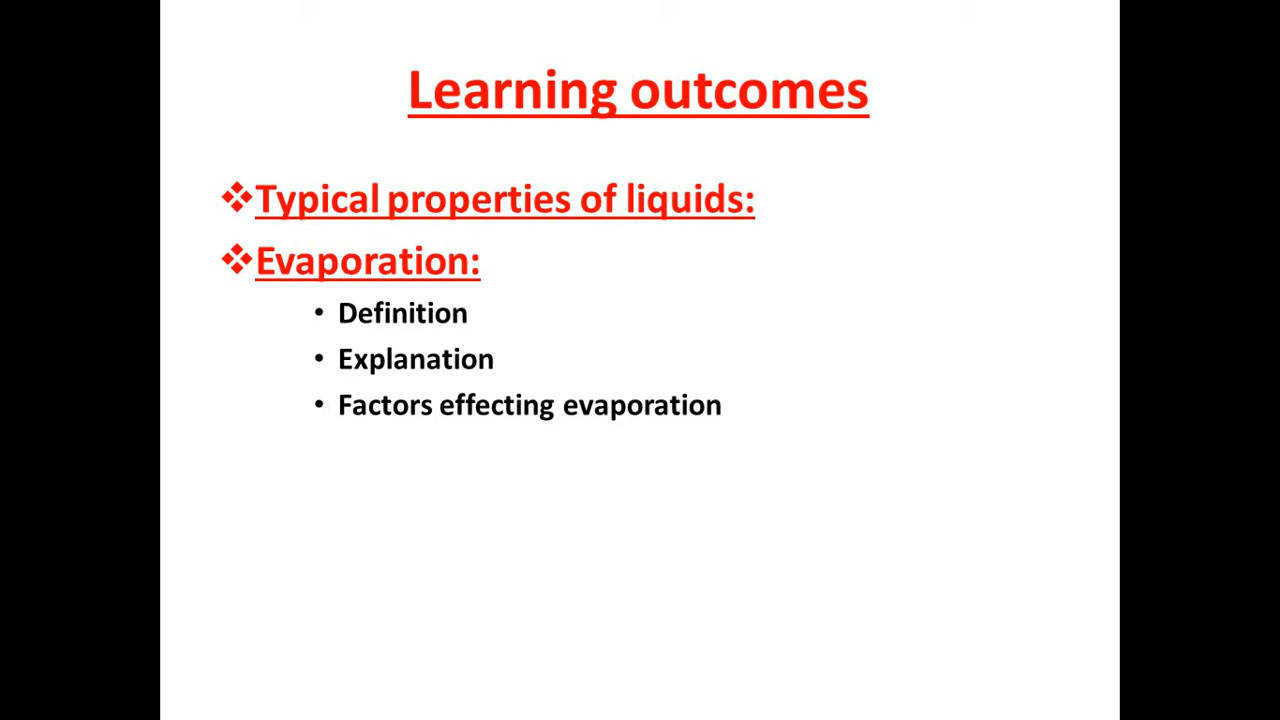 Learning outcomes
❖Typical properties of liquids:
❖Evaporation:
• Definition
• Explanation
• Factors effecting evaporation